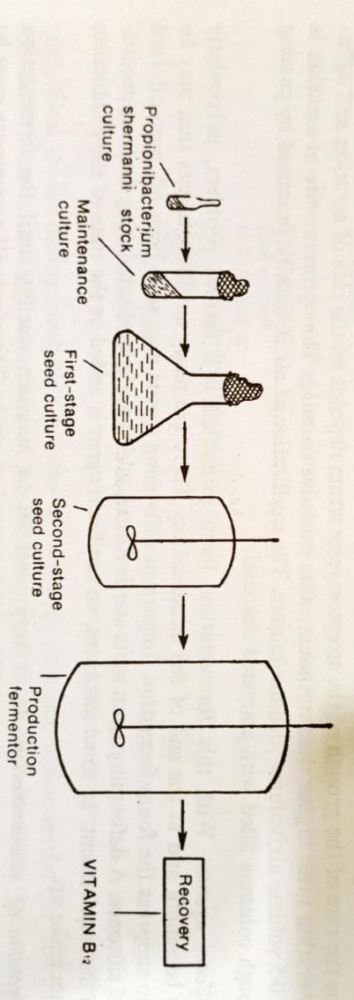 Propionibacterium
shermanni stock
culture
Maintenance
culture
First-stage
seed culture
Second-stage
seed culture
Production
fermentor
Recovery
VITAMIN B₁₂